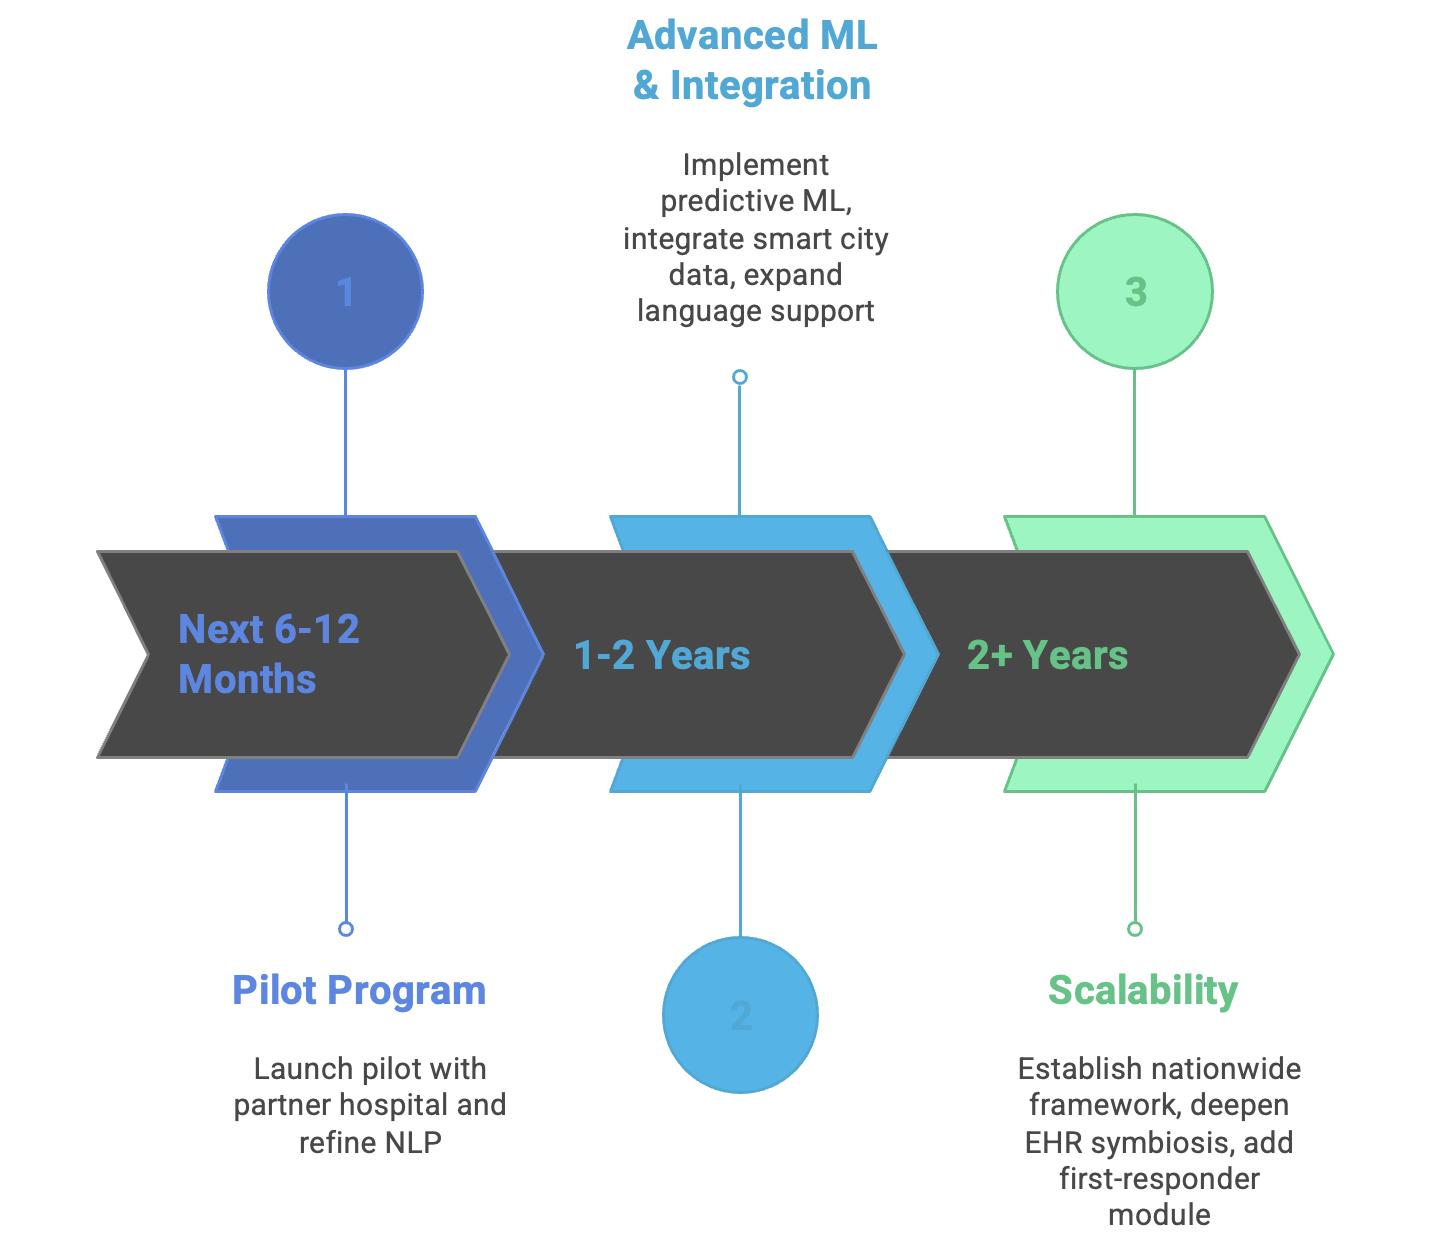 Advanced ML
& Integration
Implement
predictive ML,
integrate smart city
data, expand
language support
1
3
Next 6-12
Months
1-2 Years
2+ Years
Pilot Program
Launch pilot with
partner hospital and
refine NLP
2
Scalability
Establish nationwide
framework, deepen
EHR symbiosis, add
first-responder
module